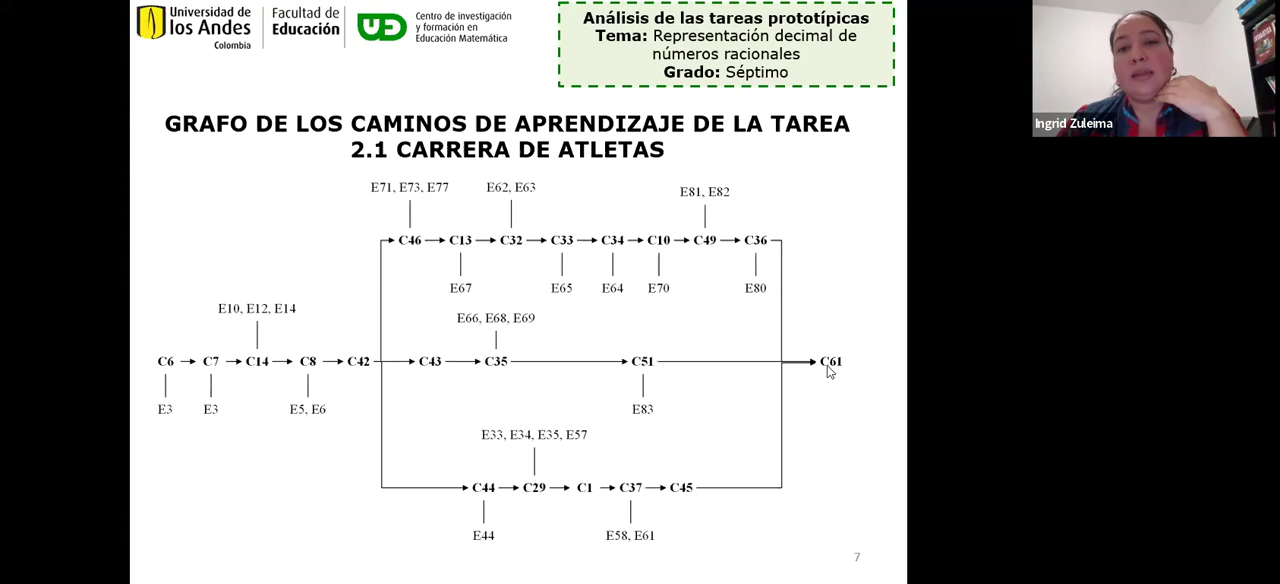 Universidad de
los Andes
Colombia
Facultad de
Educación
Centro de investigación
y formación en
Educación Matemática
Análisis de las tareas prototípicas
Tema: Representación decimal de
números racionales
Grado: Séptimo
Ingrid Zuleima
GRAFO DE LOS CAMINOS DE APRENDIZAJE DE LA TAREA
2.1 CARRERA DE ATLETAS
E71, E73, E77 E62, E63 E81, E82
C46 C13 C32 C33 C34 C10 C49 C36
E67 E65 E64 E70 E80
E10, E12, E14 E66, E68, E69
C6 C7 C14 C8 C42 C43 C35 C51 C61
E3 E3 E5, E6 E83
E33, E34, E35, E57
C44 C29 C1 C37 C45
E44 E58, E61
7